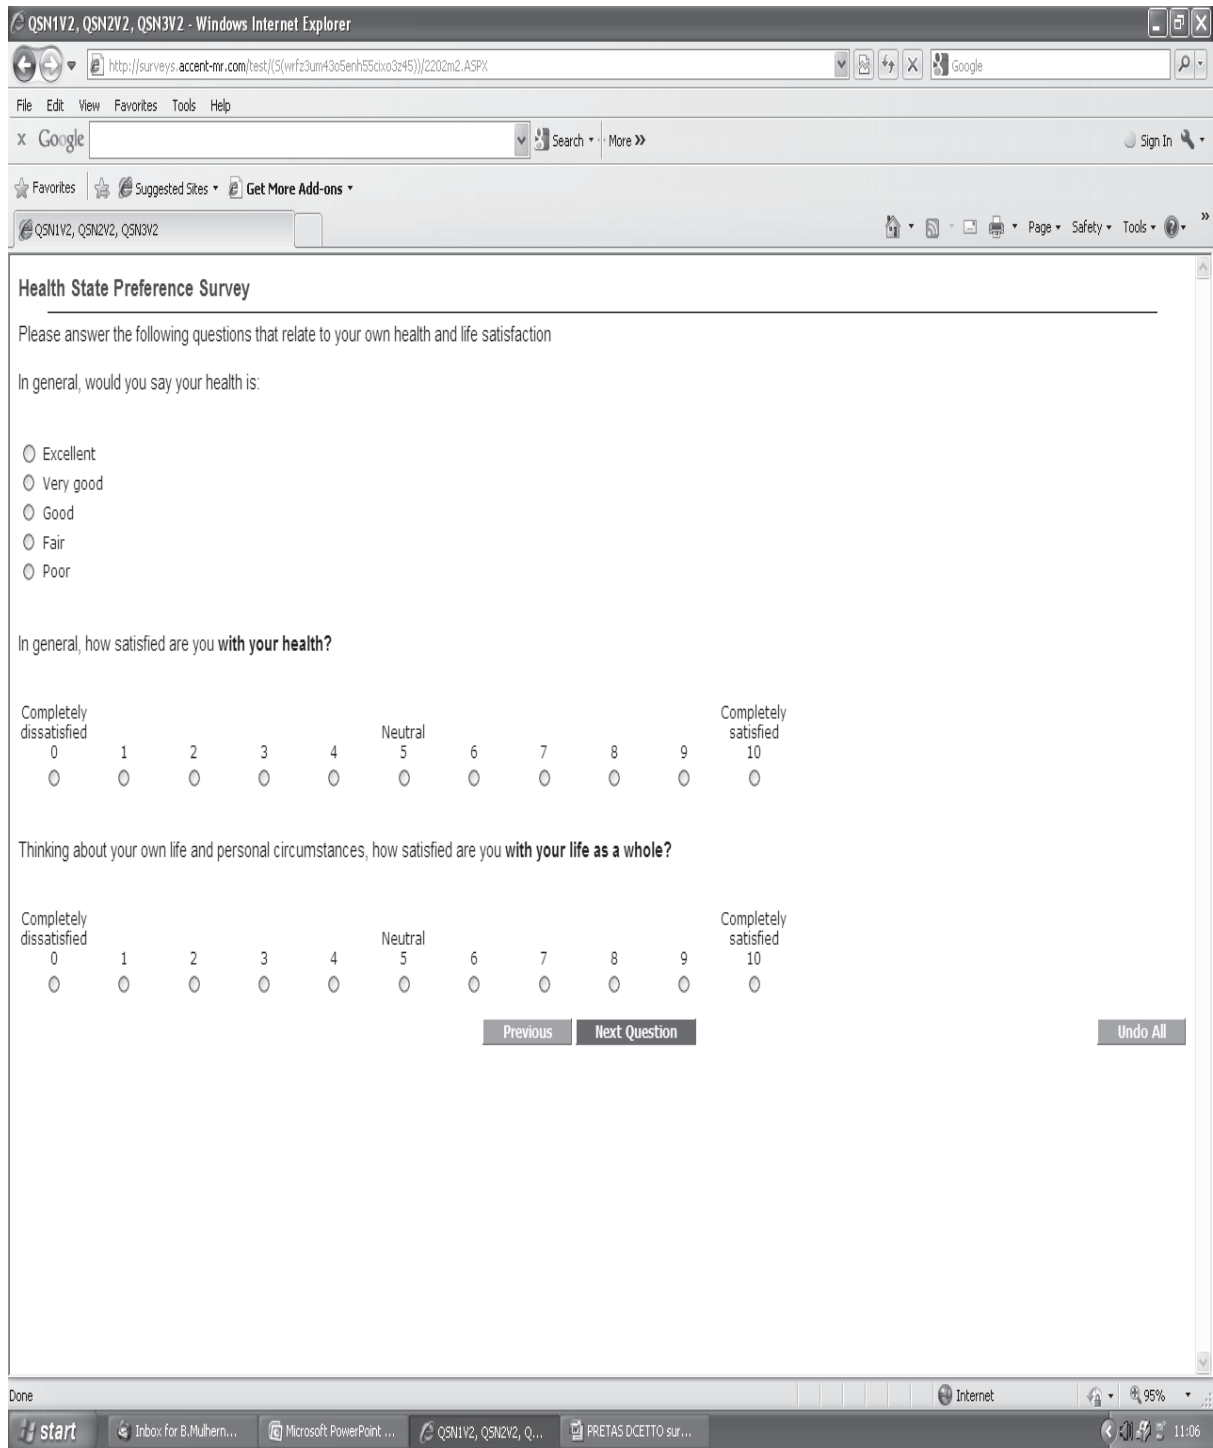 QSN1V2, QSN2V2, QSN3V2 - Windows Internet Explorer
http://surveys.accent-mr.com/test/(S(wrfz3um43o5enh55cixo3z45))/2202m2.ASPX
Google
File Edit View Favorites Tools Help
x Google Search More Sign In
Favorites Suggested Sites Get More Add-ons
QSN1V2, QSN2V2, QSN3V2 Page Safety Tools
Health State Preference Survey
Please answer the following questions that relate to your own health and life satisfaction
In general, would you say your health is:
Excellent
Very good
Good
Fair
Poor
In general, how satisfied are you with your health?
Completely Completely
dissatisfied Neutral satisfied
0 1 2 3 4 5 6 7 8 9 10
Thinking about your own life and personal circumstances, how satisfied are you with your life as a whole?
Completely Completely
dissatisfied Neutral satisfied
0 1 2 3 4 5 6 7 8 9 10
Previous Next Question Undo All
Done Internet 95%
start Inbox for B.Mulhern... Microsoft PowerPoint ... QSN1V2, QSN2V2, Q... PRETAS DCETTO sur... 11:06